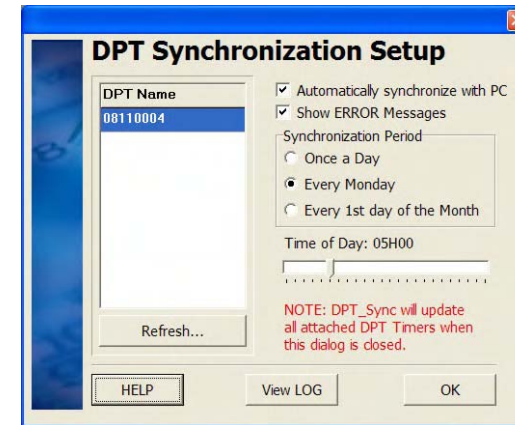 DPT Synchronization Setup
DPT Name
08110004
Refresh...
Automatically synchronize with PC
Show ERROR Messages
Synchronization Period
Once a Day
Every Monday
Every 1st day of the Month
Time of Day: 05H00
NOTE: DPT_Sync will update
all attached DPT Timers when
this dialog is closed.
HELP
View LOG
OK